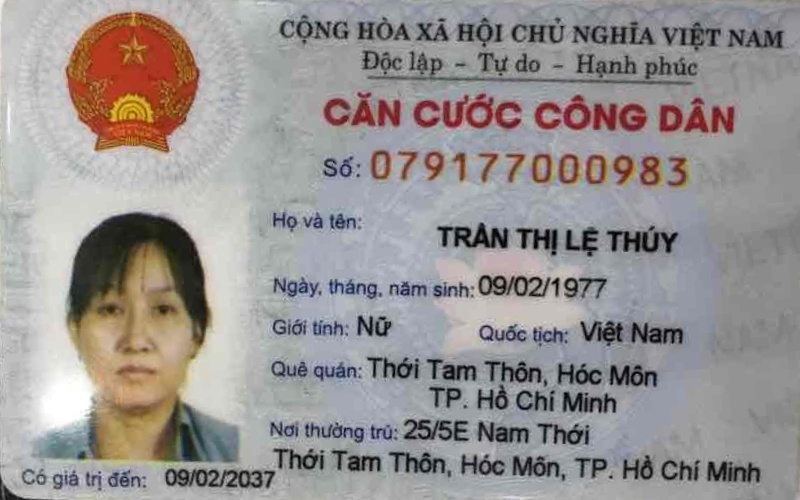 CỘNG HÒA XÃ HỘI CHỦ NGHĨA VIỆT NAM
Độc lập - Tự do - Hạnh phúc
CĂN CƯỚC CÔNG DÂN
Số: 079177000983
Họ và tên: TRẦN THỊ LỆ THÚY
Ngày, tháng, năm sinh: 09/02/1977
Giới tính: Nữ Quốc tịch: Việt Nam
Quê quán: Thới Tam Thôn, Hóc Môn
TP. Hồ Chí Minh
Nơi thường trú: 25/5E Nam Thới
Thới Tam Thôn, Hóc Môn, TP. Hồ Chí Minh
Có giá trị đến: 09/02/2037